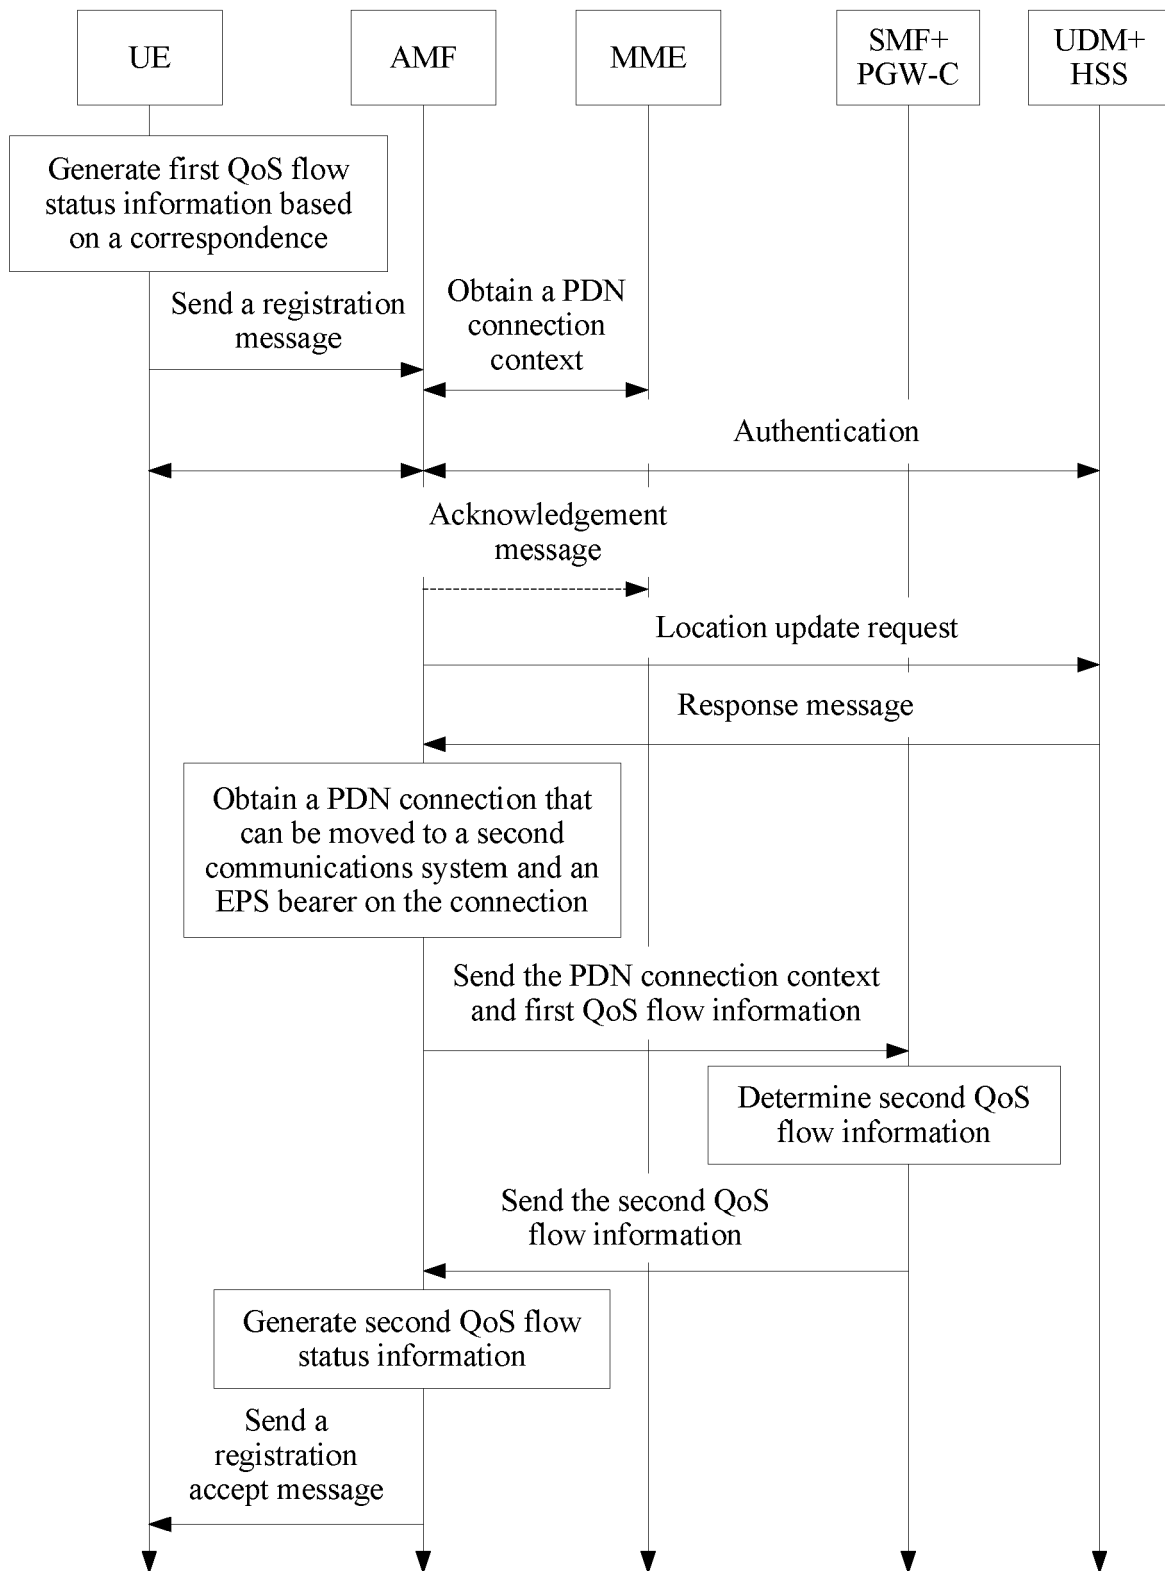 UE
AMF
MME
SMF+
PGW-C
UDM+
HSS
Generate first QoS flow
status information based
on a correspondence
Send a registration
message
Obtain a PDN
connection
context
Authentication
Acknowledgement
message
Location update request
Response message
Obtain a PDN connection that
can be moved to a second
communications system and an
EPS bearer on the connection
Send the PDN connection context
and first QoS flow information
Determine second QoS
flow information
Send the second QoS
flow information
Generate second QoS flow
status information
Send a
registration
accept message